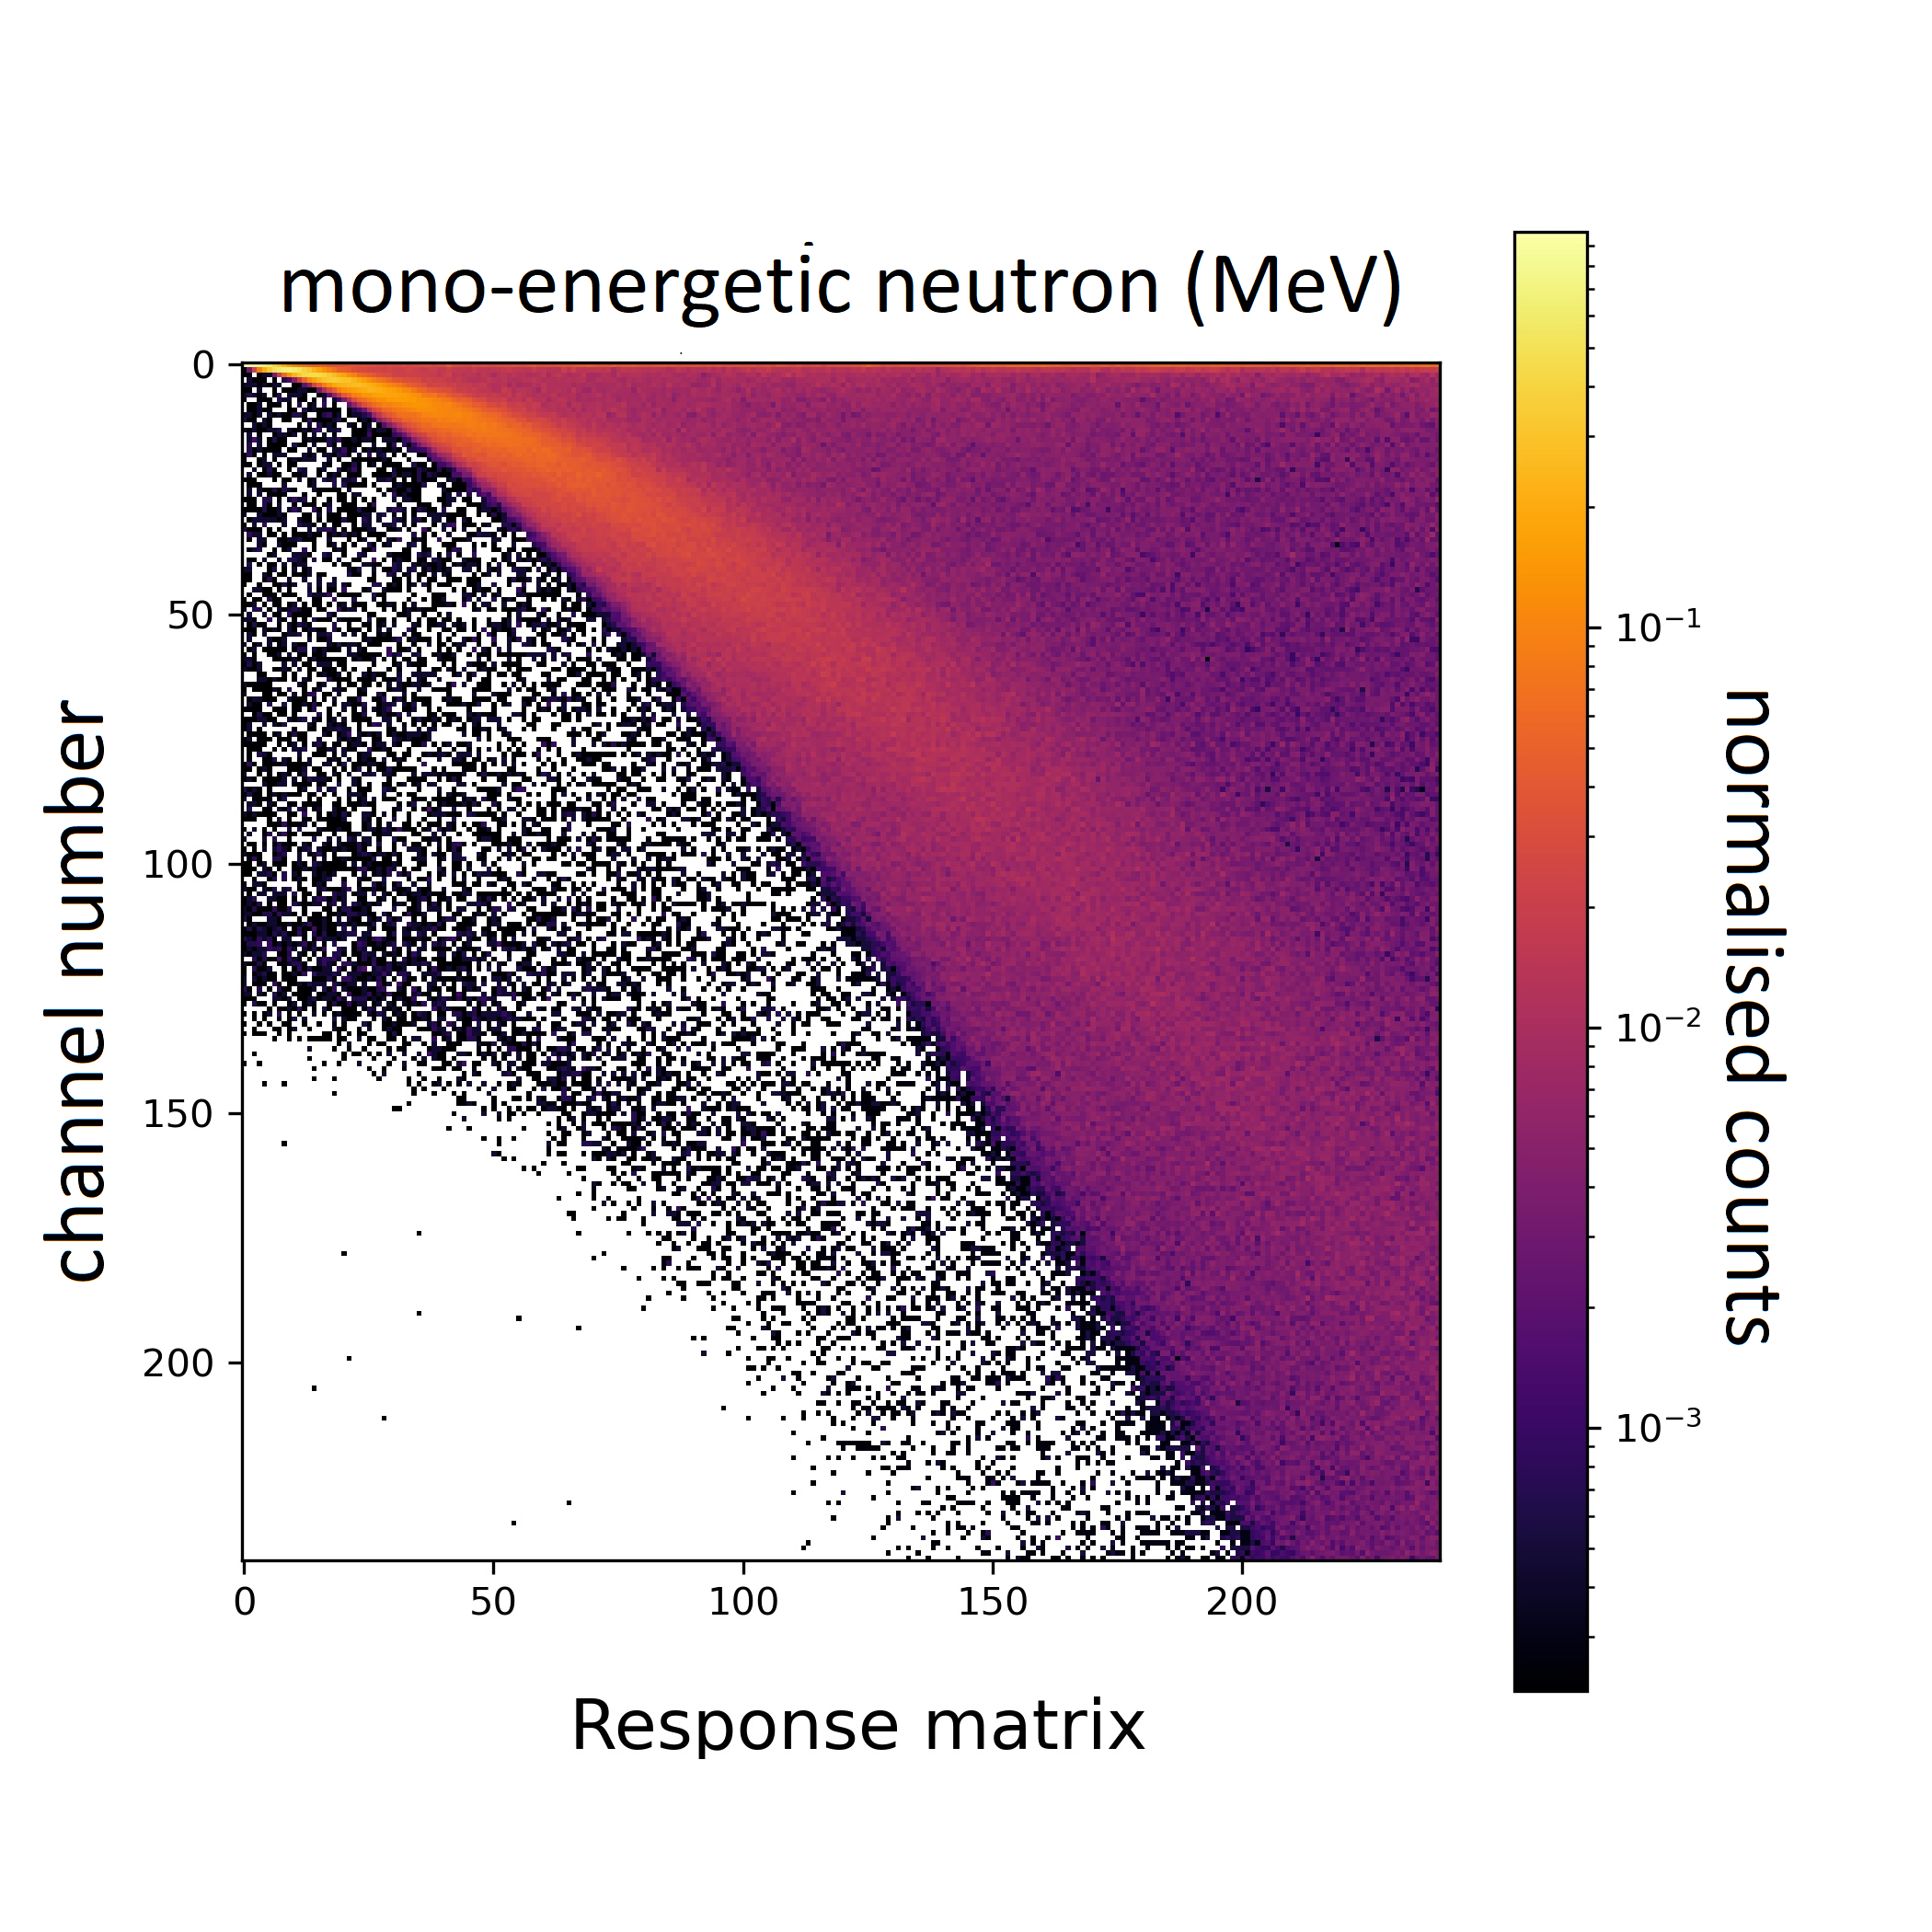 mono-energetic neutron (MeV)
0
50
100
150
200
channel number
0 50 100 150 200
Response matrix
10⁻¹
10⁻²
10⁻³
normalised counts